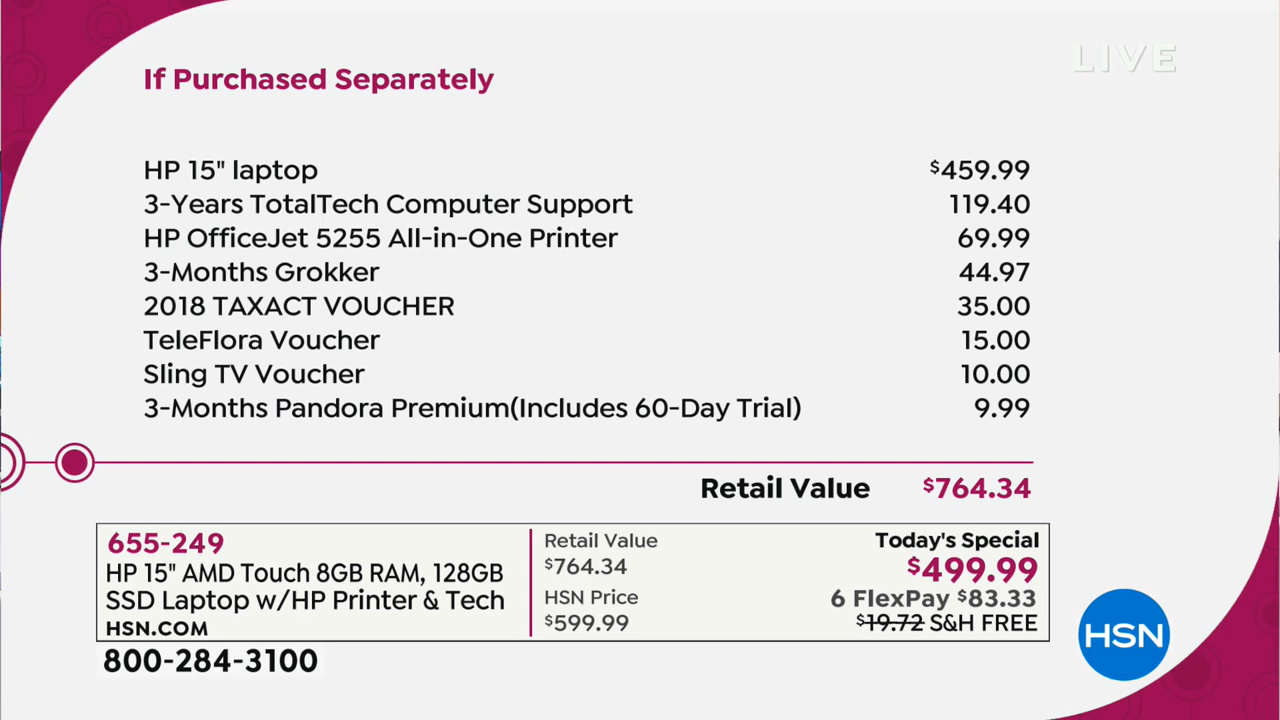 LIVE
If Purchased Separately
HP 15" laptop $459.99
3-Years TotalTech Computer Support 119.40
HP OfficeJet 5255 All-in-One Printer 69.99
3-Months Grokker 44.97
2018 TAXACT VOUCHER 35.00
TeleFlora Voucher 15.00
Sling TV Voucher 10.00
3-Months Pandora Premium(Includes 60-Day Trial) 9.99
Retail Value $764.34
655-249
HP 15" AMD Touch 8GB RAM, 128GB
SSD Laptop w/HP Printer & Tech
HSN.COM
Retail Value
$764.34
HSN Price
$599.99
Today's Special
$499.99
6 FlexPay $83.33
$19.72 S&H FREE
HSN
800-284-3100